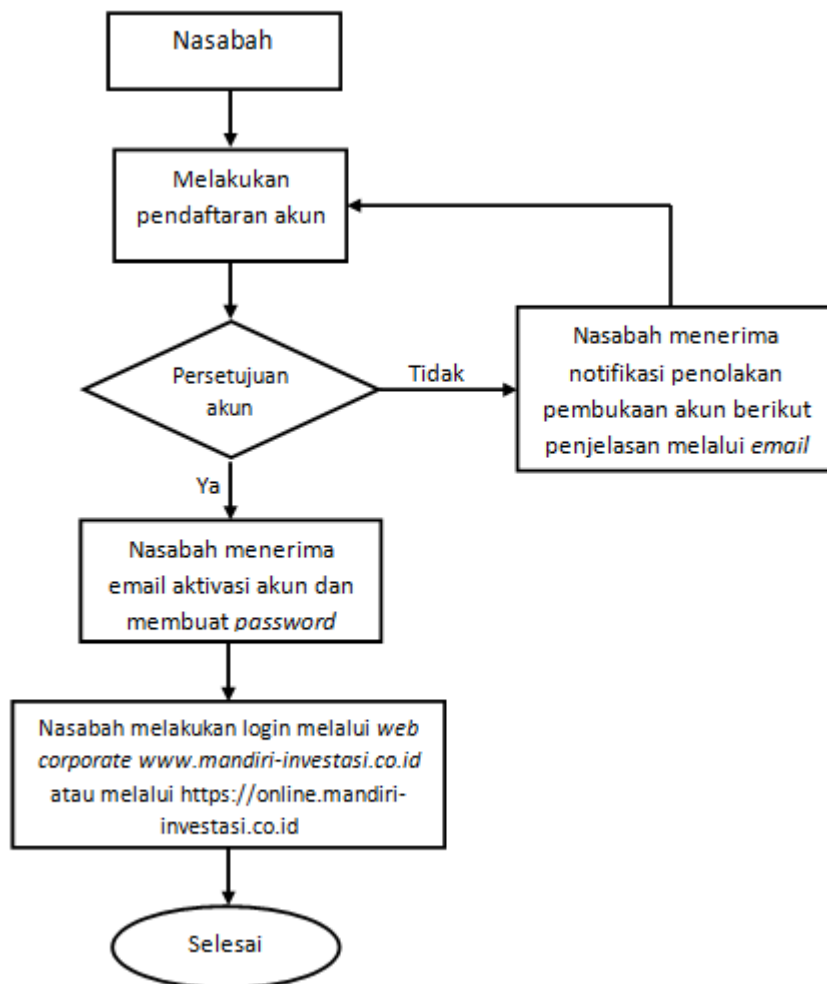 Nasabah
Melakukan
pendaftaran akun
Persetujuan
akun
Tidak
Nasabah menerima
notifikasi penolakan
pembukaan akun berikut
penjelasan melalui email
Ya
Nasabah menerima
email aktivasi akun dan
membuat password
Nasabah melakukan login melalui web
corporate www.mandiri-investasi.co.id
atau melalui https://online.mandiri-
investasi.co.id
Selesai